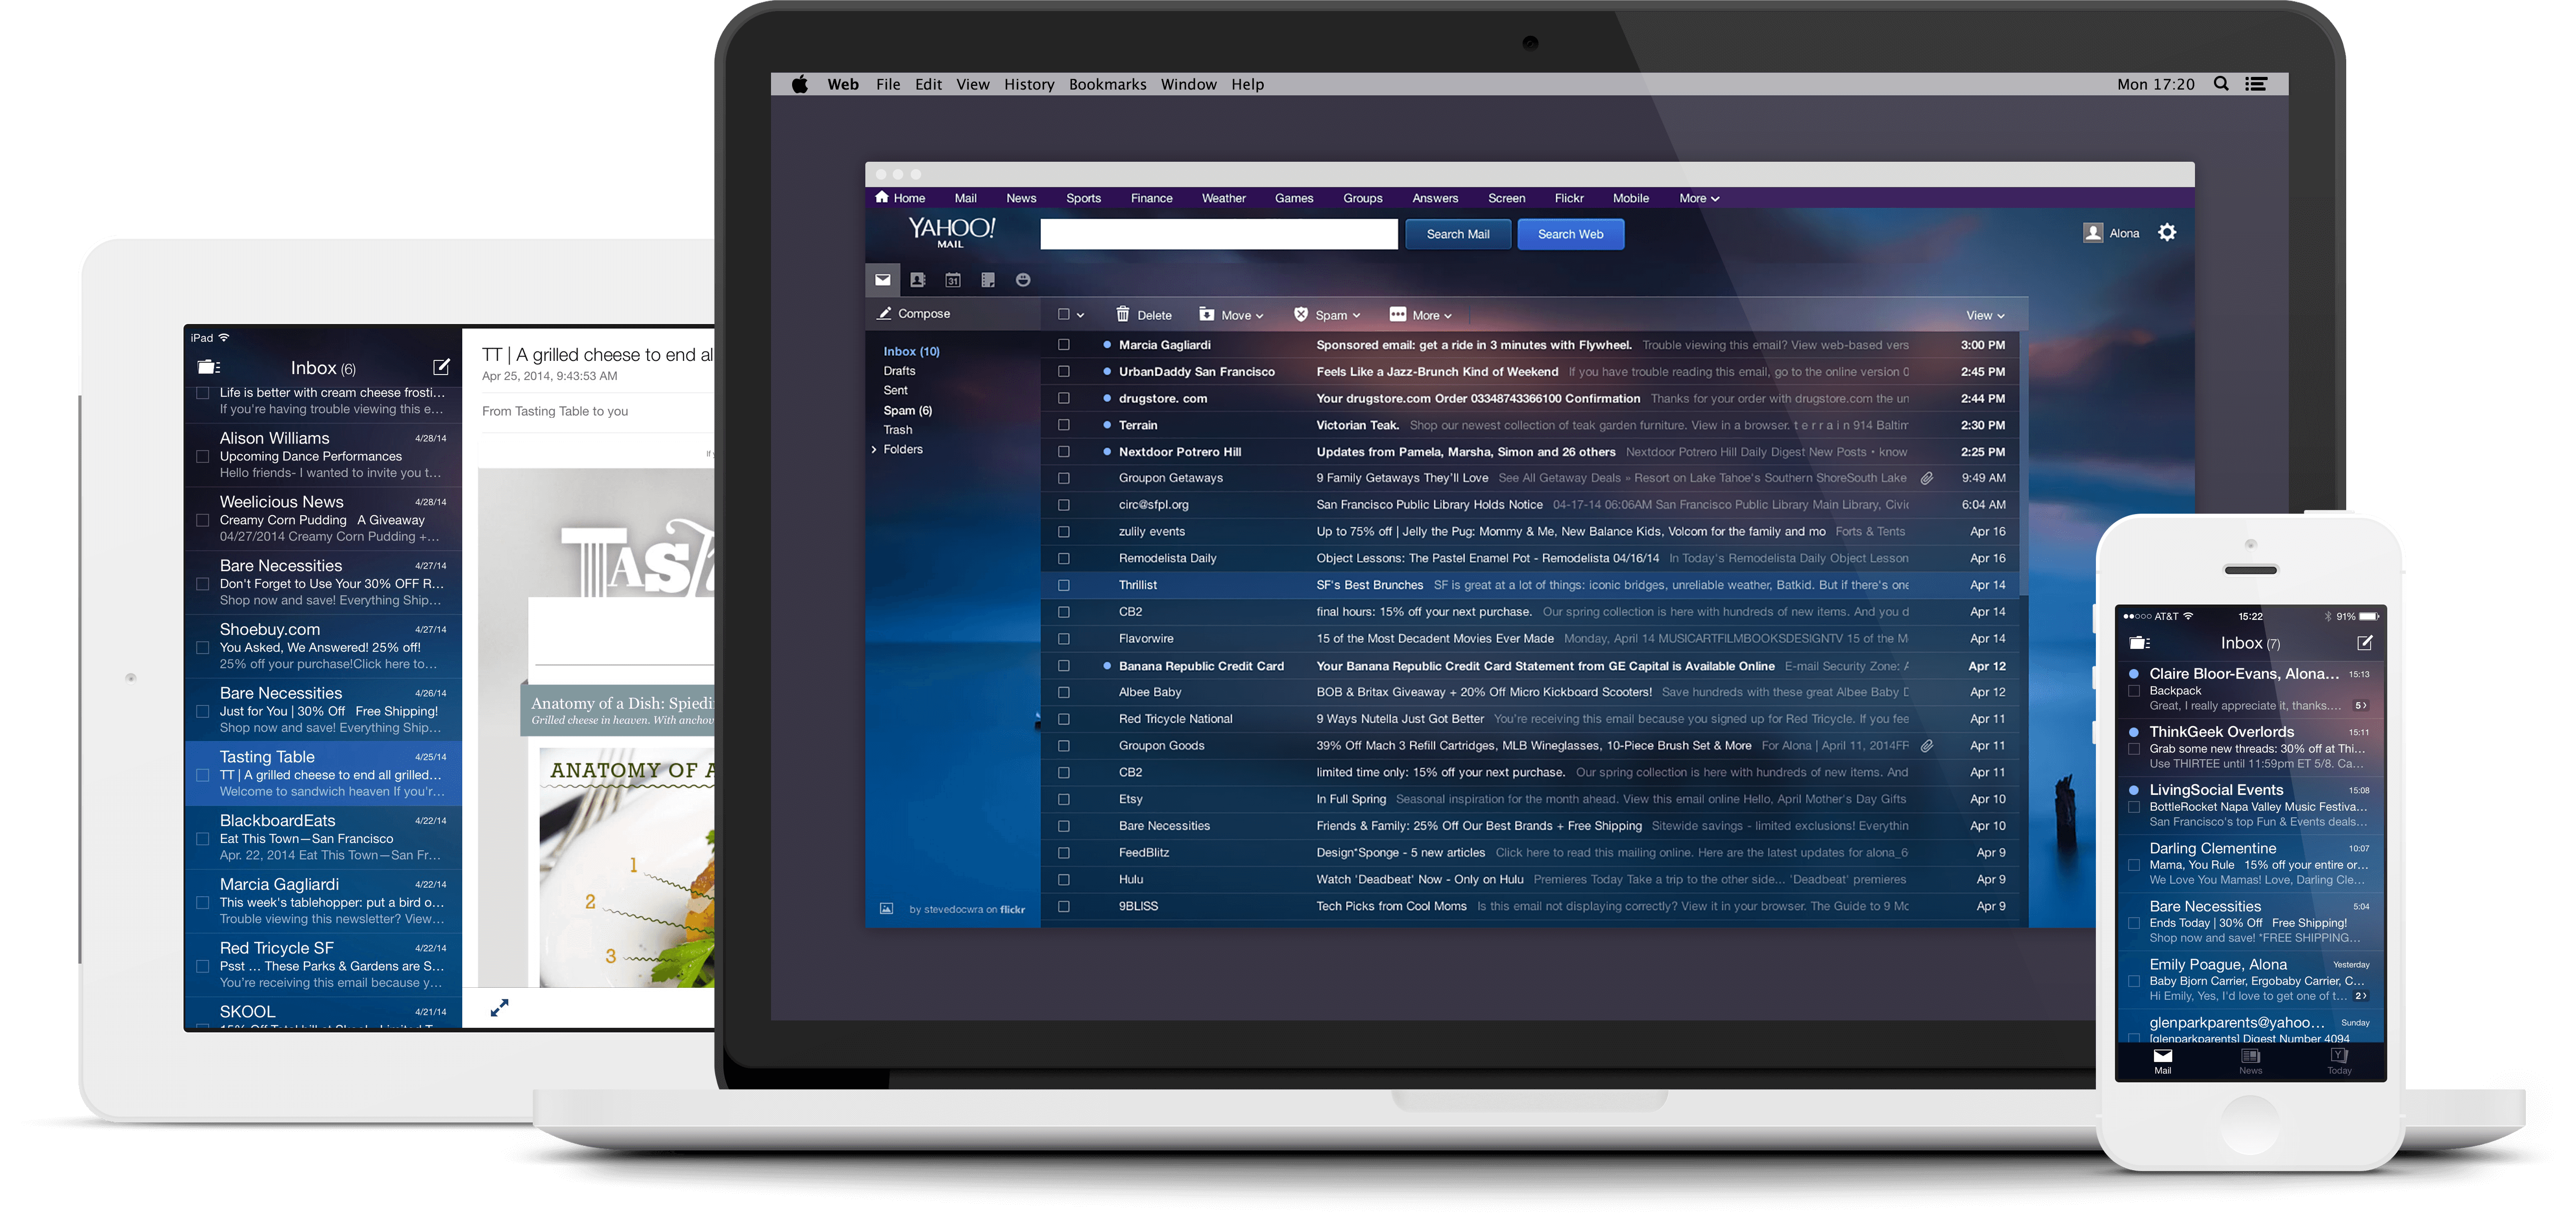 iPad
Inbox (6)
Life is better with cream cheese frosti...
If you're having trouble viewing this e...
Alison Williams 4/28/14
Upcoming Dance Performances
Hello friends- I wanted to invite you t...
Weelicious News 4/28/14
Creamy Corn Pudding A Giveaway
04/27/2014 Creamy Corn Pudding +...
Bare Necessities 4/27/14
Don't Forget to Use Your 30% OFF R...
Shop now and save! Everything Ship...
Shoebuy.com 4/27/14
You Asked, We Answered! 25% off!
25% off your purchase!Click here to...
Bare Necessities 4/26/14
Just for You | 30% Off Free Shipping!
Shop now and save! Everything Ship...
Tasting Table 4/25/14
TT | A grilled cheese to end all grilled...
Welcome to sandwich heaven If you'r...
BlackboardEats 4/22/14
Eat This Town—San Francisco
Apr. 22, 2014 Eat This Town—San Fr...
Marcia Gagliardi 4/22/14
This week's tablehopper: put a bird o...
Trouble viewing this newsletter? View...
Red Tricycle SF 4/22/14
Psst ... These Parks & Gardens are S...
You're receiving this email because y...
SKOOL 4/21/14
TT | A grilled cheese to end al
Apr 25, 2014, 9:43:53 AM
From Tasting Table to you
TAST
Anatomy of a Dish: Spiedi
Grilled cheese in heaven. With anchov
ANATOMY OF A
1
2
3
Web File Edit View History Bookmarks Window Help Mon 17:20
Home Mail News Sports Finance Weather Games Groups Answers Screen Flickr Mobile More
YAHOO!
MAIL
Search Mail Search Web Alona
31
Compose Delete Move Spam More View
Inbox (10)
Drafts
Sent
Spam (6)
Trash
Folders
by stevedocwra on flickr
Marcia Gagliardi Sponsored email: get a ride in 3 minutes with Flywheel. Trouble viewing this email? View web-based vers 3:00 PM
UrbanDaddy San Francisco Feels Like a Jazz-Brunch Kind of Weekend If you have trouble reading this email, go to the online version 2:45 PM
drugstore. com Your drugstore.com Order 03348743366100 Confirmation Thanks for your order with drugstore.com the un 2:44 PM
Terrain Victorian Teak. Shop our newest collection of teak garden furniture. View in a browser. t e r r a i n 914 Baltim 2:30 PM
Nextdoor Potrero Hill Updates from Pamela, Marsha, Simon and 26 others Nextdoor Potrero Hill Daily Digest New Posts • know 2:25 PM
Groupon Getaways 9 Family Getaways They'll Love See All Getaway Deals » Resort on Lake Tahoe's Southern ShoreSouth Lake 9:49 AM
circ@sfpl.org San Francisco Public Library Holds Notice 04-17-14 06:06AM San Francisco Public Library Main Library, Civic 6:04 AM
zulily events Up to 75% off | Jelly the Pug: Mommy & Me, New Balance Kids, Volcom for the family and mo Forts & Tents Apr 16
Remodelista Daily Object Lessons: The Pastel Enamel Pot - Remodelista 04/16/14 In Today's Remodelista Daily Object Lesson Apr 16
Thrillist SF's Best Brunches SF is great at a lot of things: iconic bridges, unreliable weather, Batkid. But if there's one Apr 14
CB2 final hours: 15% off your next purchase. Our spring collection is here with hundreds of new items. And you d Apr 14
Flavorwire 15 of the Most Decadent Movies Ever Made Monday, April 14 MUSICARTFILMBOOKSDESIGNTV 15 of the M Apr 14
Banana Republic Credit Card Your Banana Republic Credit Card Statement from GE Capital is Available Online E-mail Security Zone: Apr 12
Albee Baby BOB & Britax Giveaway + 20% Off Micro Kickboard Scooters! Save hundreds with these great Albee Baby D Apr 12
Red Tricycle National 9 Ways Nutella Just Got Better You're receiving this email because you signed up for Red Tricycle. If you fee Apr 11
Groupon Goods 39% Off Mach 3 Refill Cartridges, MLB Wineglasses, 10-Piece Brush Set & More For Alona | April 11, 2014FF Apr 11
CB2 limited time only: 15% off your next purchase. Our spring collection is here with hundreds of new items. And Apr 11
Etsy In Full Spring Seasonal inspiration for the month ahead. View this email online Hello, April Mother's Day Gifts Apr 10
Bare Necessities Friends & Family: 25% Off Our Best Brands + Free Shipping Sitewide savings - limited exclusions! Everythin Apr 10
FeedBlitz Design*Sponge - 5 new articles Click here to read this mailing online. Here are the latest updates for alona_6 Apr 9
Hulu Watch 'Deadbeat' Now - Only on Hulu Premieres Today Take a trip to the other side... 'Deadbeat' premieres Apr 9
9BLISS Tech Picks from Cool Moms Is this email not displaying correctly? View it in your browser. The Guide to 9 Mc Apr 9
AT&T 15:22 91%
Inbox (7)
Claire Bloor-Evans, Alona... 15:13
Backpack
Great, I really appreciate it, thanks.... 5
ThinkGeek Overlords 15:11
Grab some new threads: 30% off at Thi...
Use THIRTEE until 11:59pm ET 5/8. Ca...
LivingSocial Events 15:08
BottleRocket Napa Valley Music Festiva...
San Francisco's top Fun & Events deals...
Darling Clementine 10:07
Mama, You Rule 15% off your entire or...
We Love You Mamas! Love, Darling Cle...
Bare Necessities 5:04
Ends Today | 30% Off Free Shipping!
Shop now and save! *FREE SHIPPING...
Emily Poague, Alona Yesterday
Baby Bjorn Carrier, Ergobaby Carrier, C...
Hi Emily, Yes, I'd love to get one of t... 2
glenparkparents@yahoo... Sunday
[glenparkparents] Digest Number 4094
Mail News Today